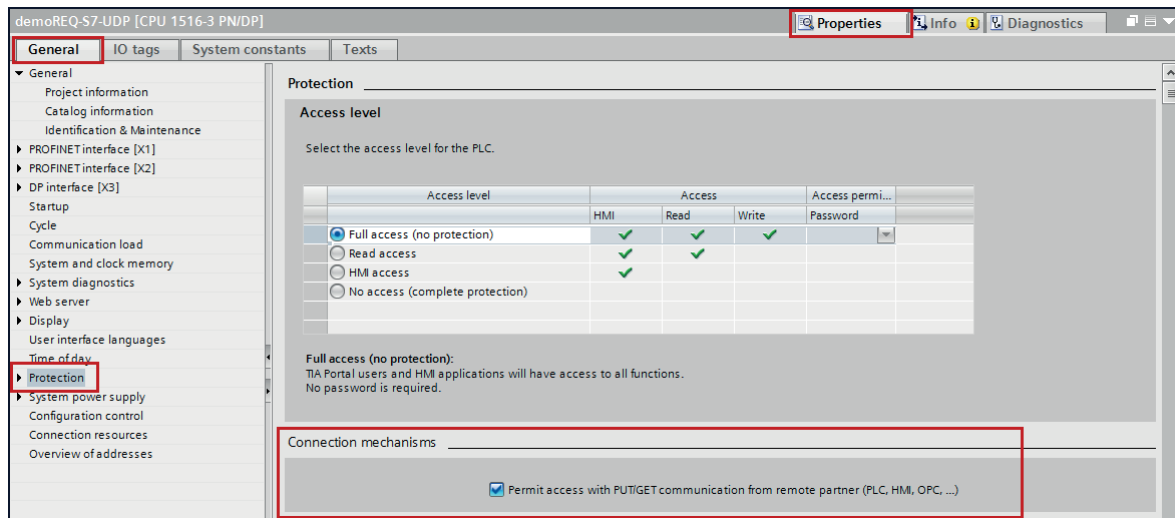 demoREQ-S7-UDP [CPU 1516-3 PN/DP]
Properties
Info
Diagnostics
General
IO tags
System constants
Texts
General
Project information
Catalog information
Identification & Maintenance
PROFINET interface [X1]
PROFINET interface [X2]
DP interface [X3]
Startup
Cycle
Communication load
System and clock memory
System diagnostics
Web server
Display
User interface languages
Time of day
Protection
System power supply
Configuration control
Connection resources
Overview of addresses
Protection
Access level
Select the access level for the PLC.
Access level Access Access permi...
HMI Read Write Password
Full access (no protection)
Read access
HMI access
No access (complete protection)
Full access (no protection):
TIA Portal users and HMI applications will have access to all functions.
No password is required.
Connection mechanisms
Permit access with PUT/GET communication from remote partner (PLC, HMI, OPC, ...)